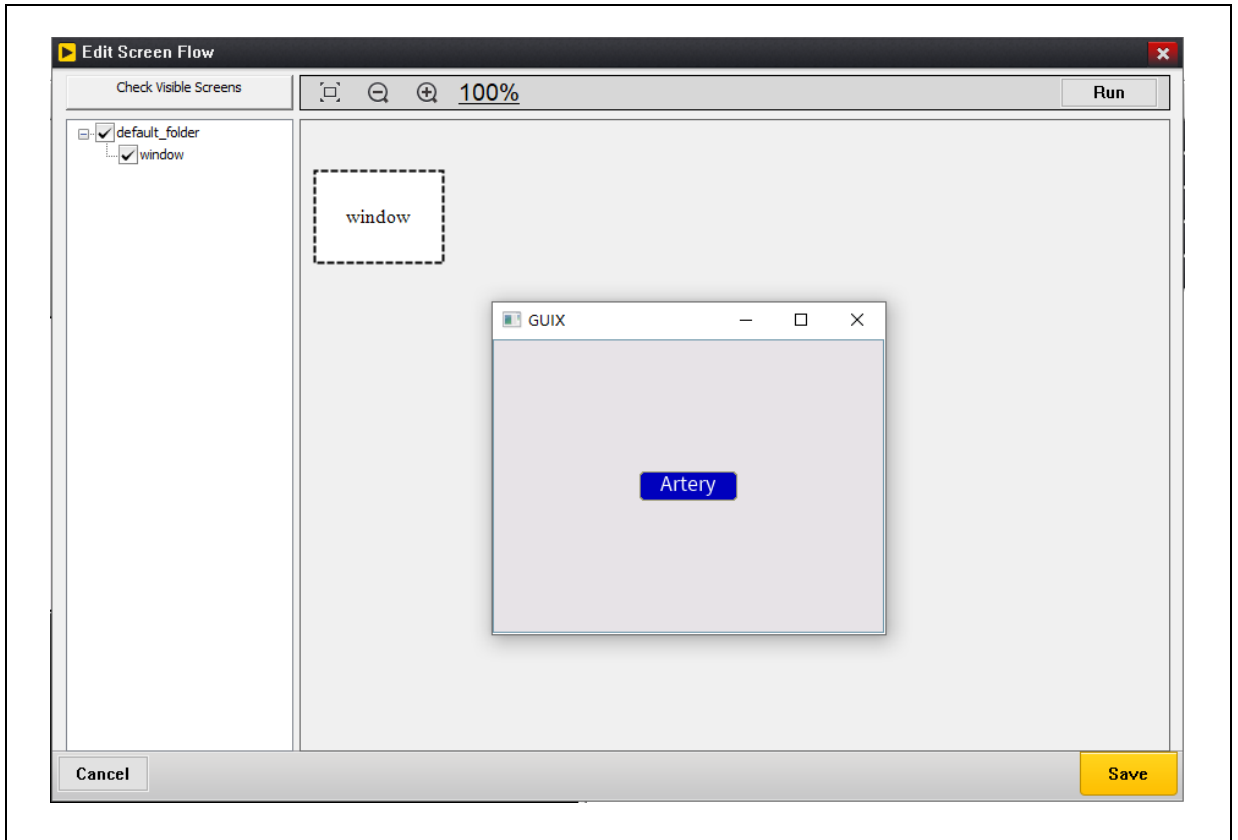 Edit Screen Flow
Check Visible Screens
100%
Run
default_folder
window
window
GUIX
Artery
Cancel
Save